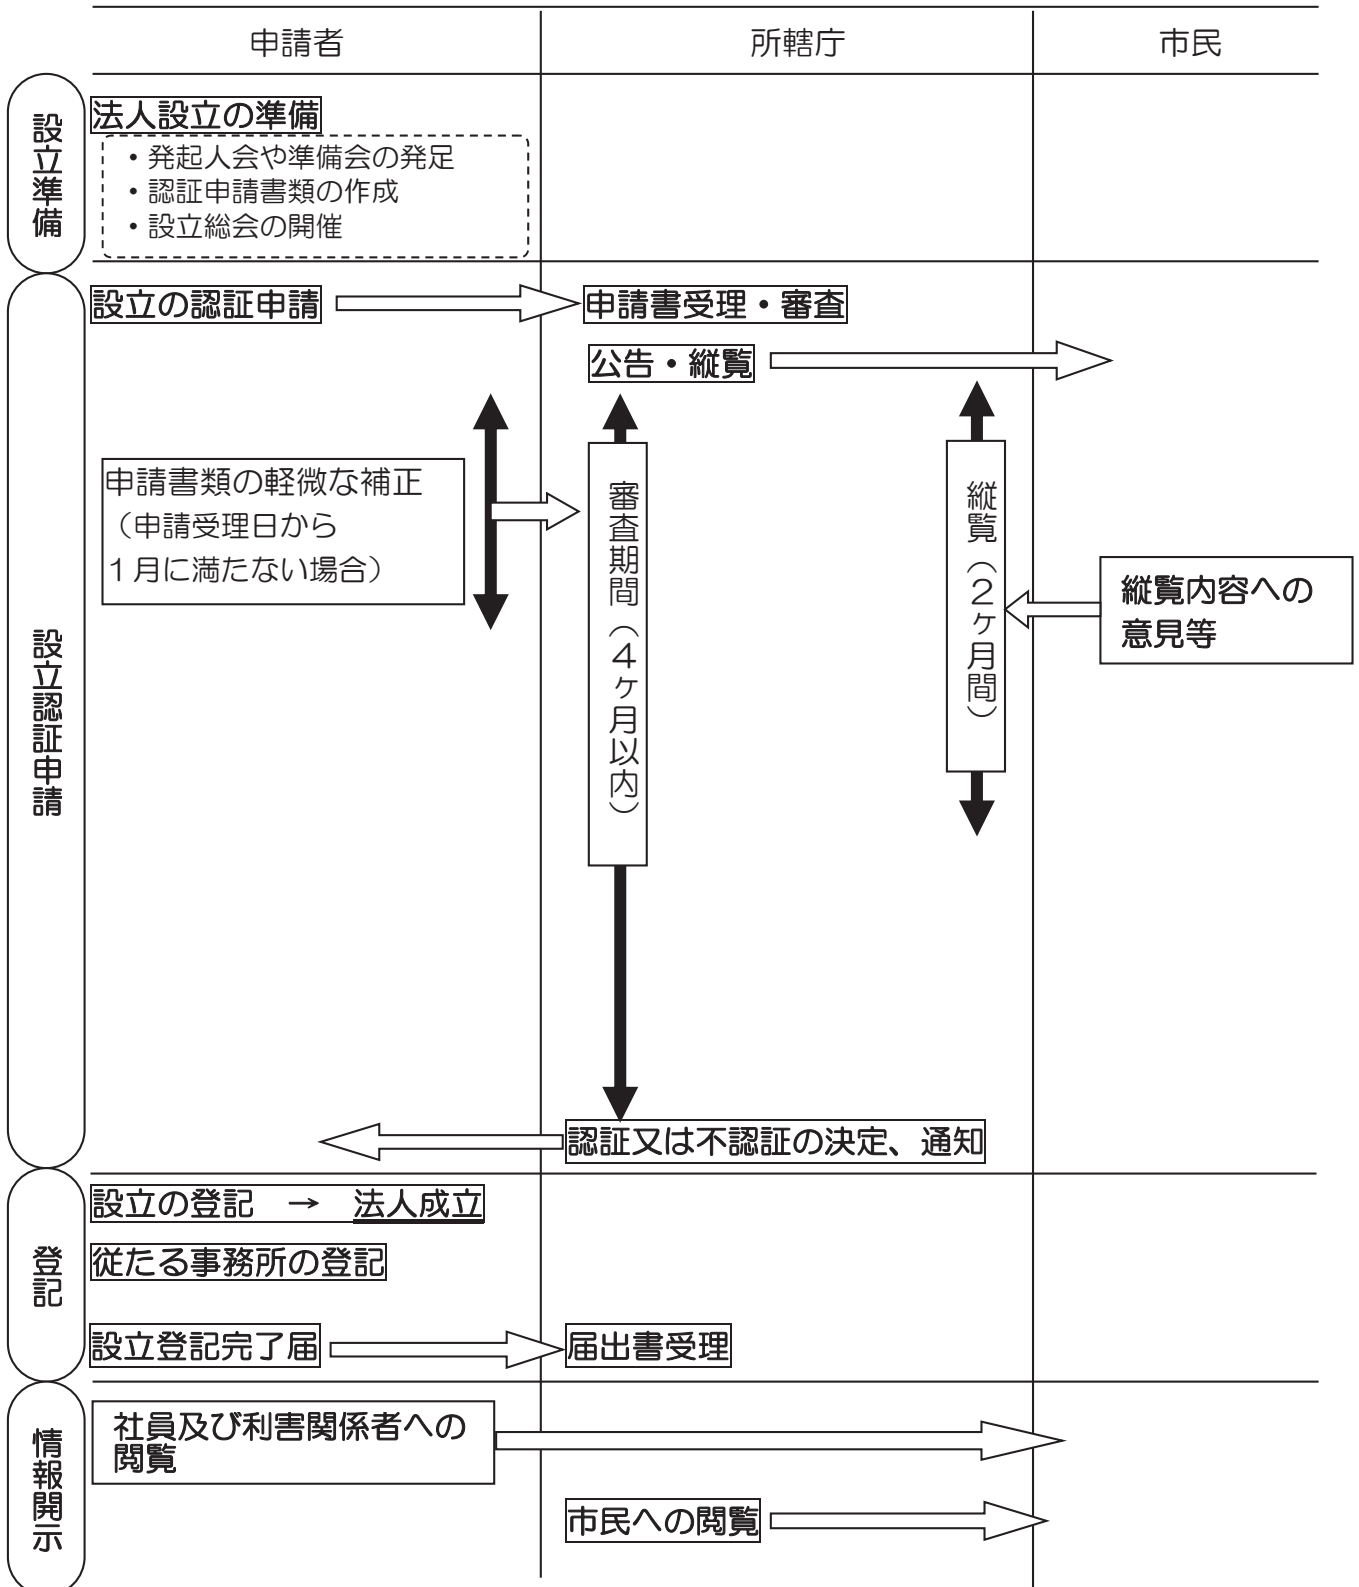 申請者
所轄庁
市民
設立準備
法人設立の準備
・発起人会や準備会の発足
・認証申請書類の作成
・設立総会の開催
設立認証申請
設立の認証申請
申請書受理・審査
公告・縦覧
申請書類の軽微な補正
（申請受理日から
１月に満たない場合）
審査期間（４ヶ月以内）
縦覧（２ヶ月間）
縦覧内容への
意見等
認証又は不認証の決定、通知
登記
設立の登記　→　法人成立
従たる事務所の登記
設立登記完了届
届出書受理
情報開示
社員及び利害関係者への
閲覧
市民への閲覧